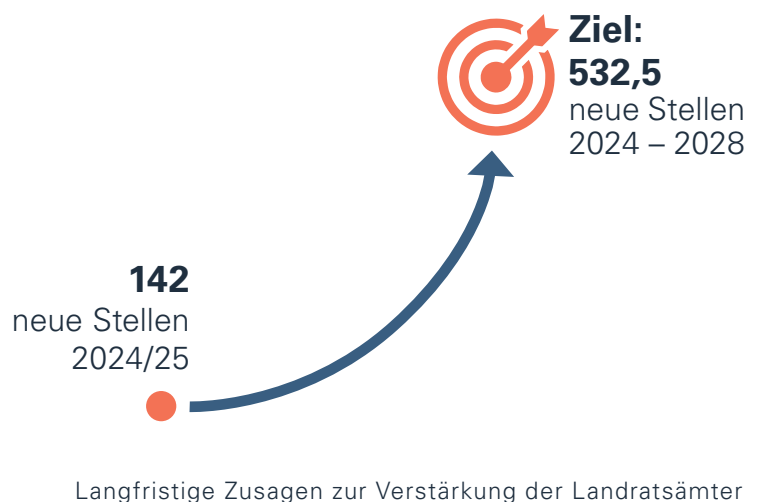 Ziel:
532,5
neue Stellen
2024 – 2028
142
neue Stellen
2024/25
Langfristige Zusagen zur Verstärkung der Landratsämter